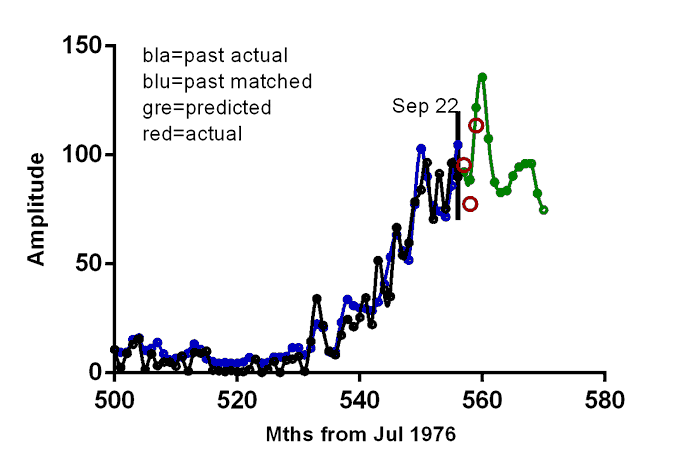 150
bla=past actual
blu=past matched
gre=predicted
red=actual
Sep 22
100
Amplitude
50
0
500
520
540
560
580
Mths from Jul 1976